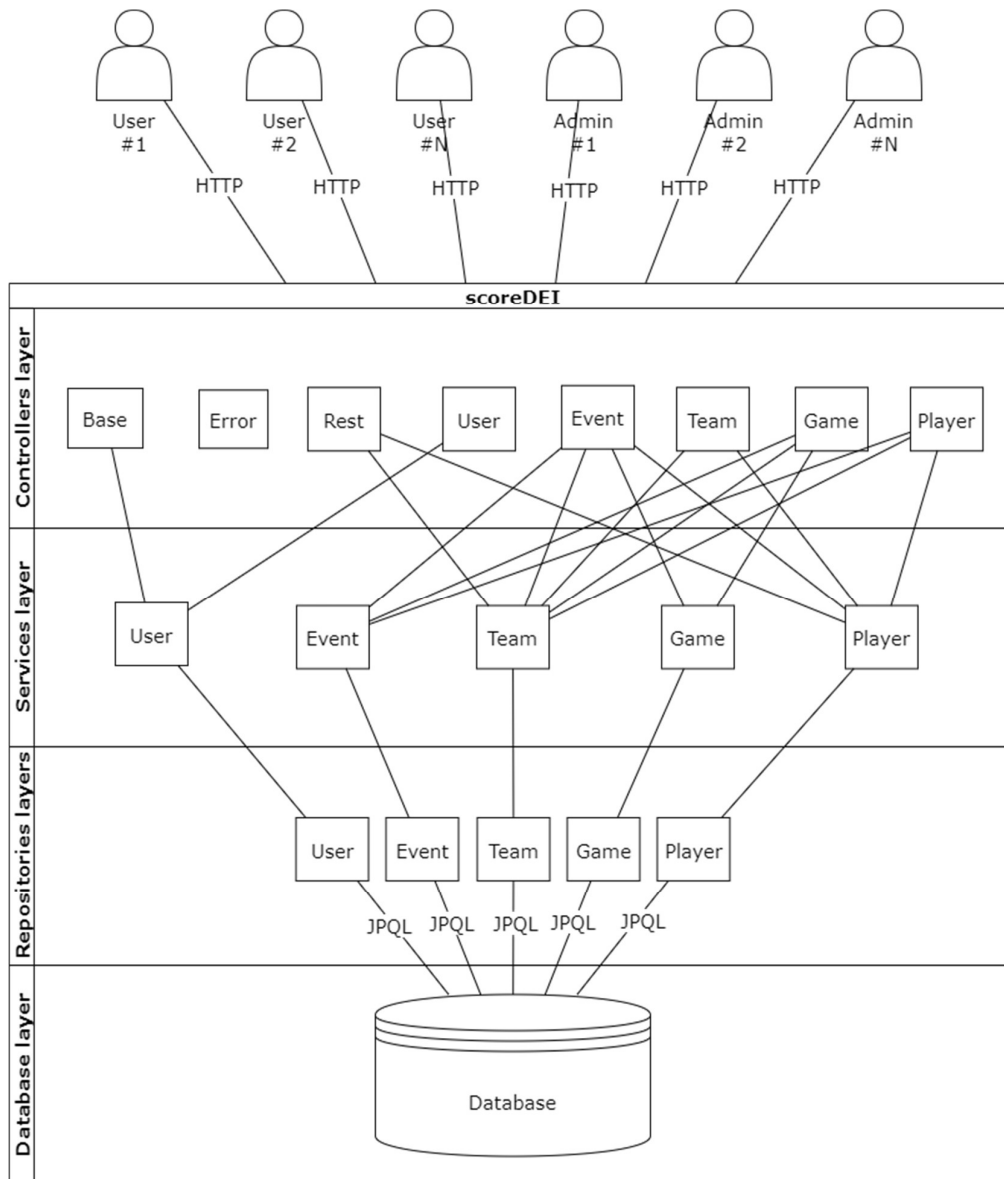 User
#1
User
#2
User
#N
Admin
#1
Admin
#2
Admin
#N
HTTP
HTTP
HTTP
HTTP
HTTP
HTTP
scoreDEI
Controllers layer
Base
Error
Rest
User
Event
Team
Game
Player
Services layer
User
Event
Team
Game
Player
Repositories layers
User
Event
Team
Game
Player
JPQL
JPQL
JPQL
JPQL
JPQL
Database layer
Database